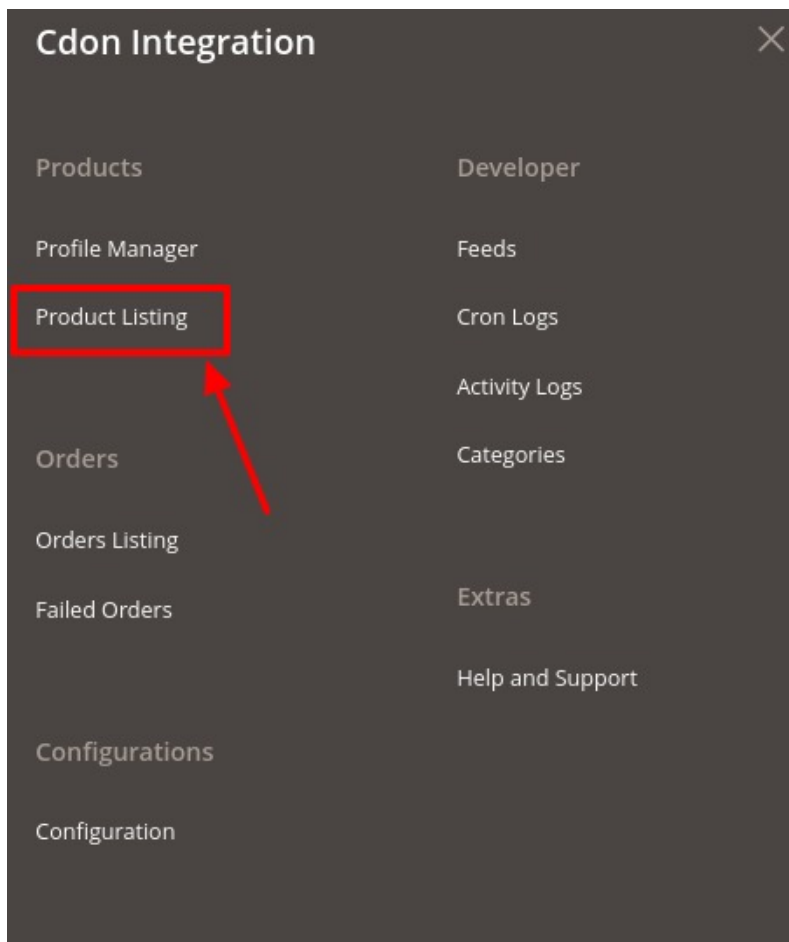 Cdon Integration
Products
Profile Manager
Product Listing
Orders
Orders Listing
Failed Orders
Configurations
Configuration
Developer
Feeds
Cron Logs
Activity Logs
Categories
Extras
Help and Support